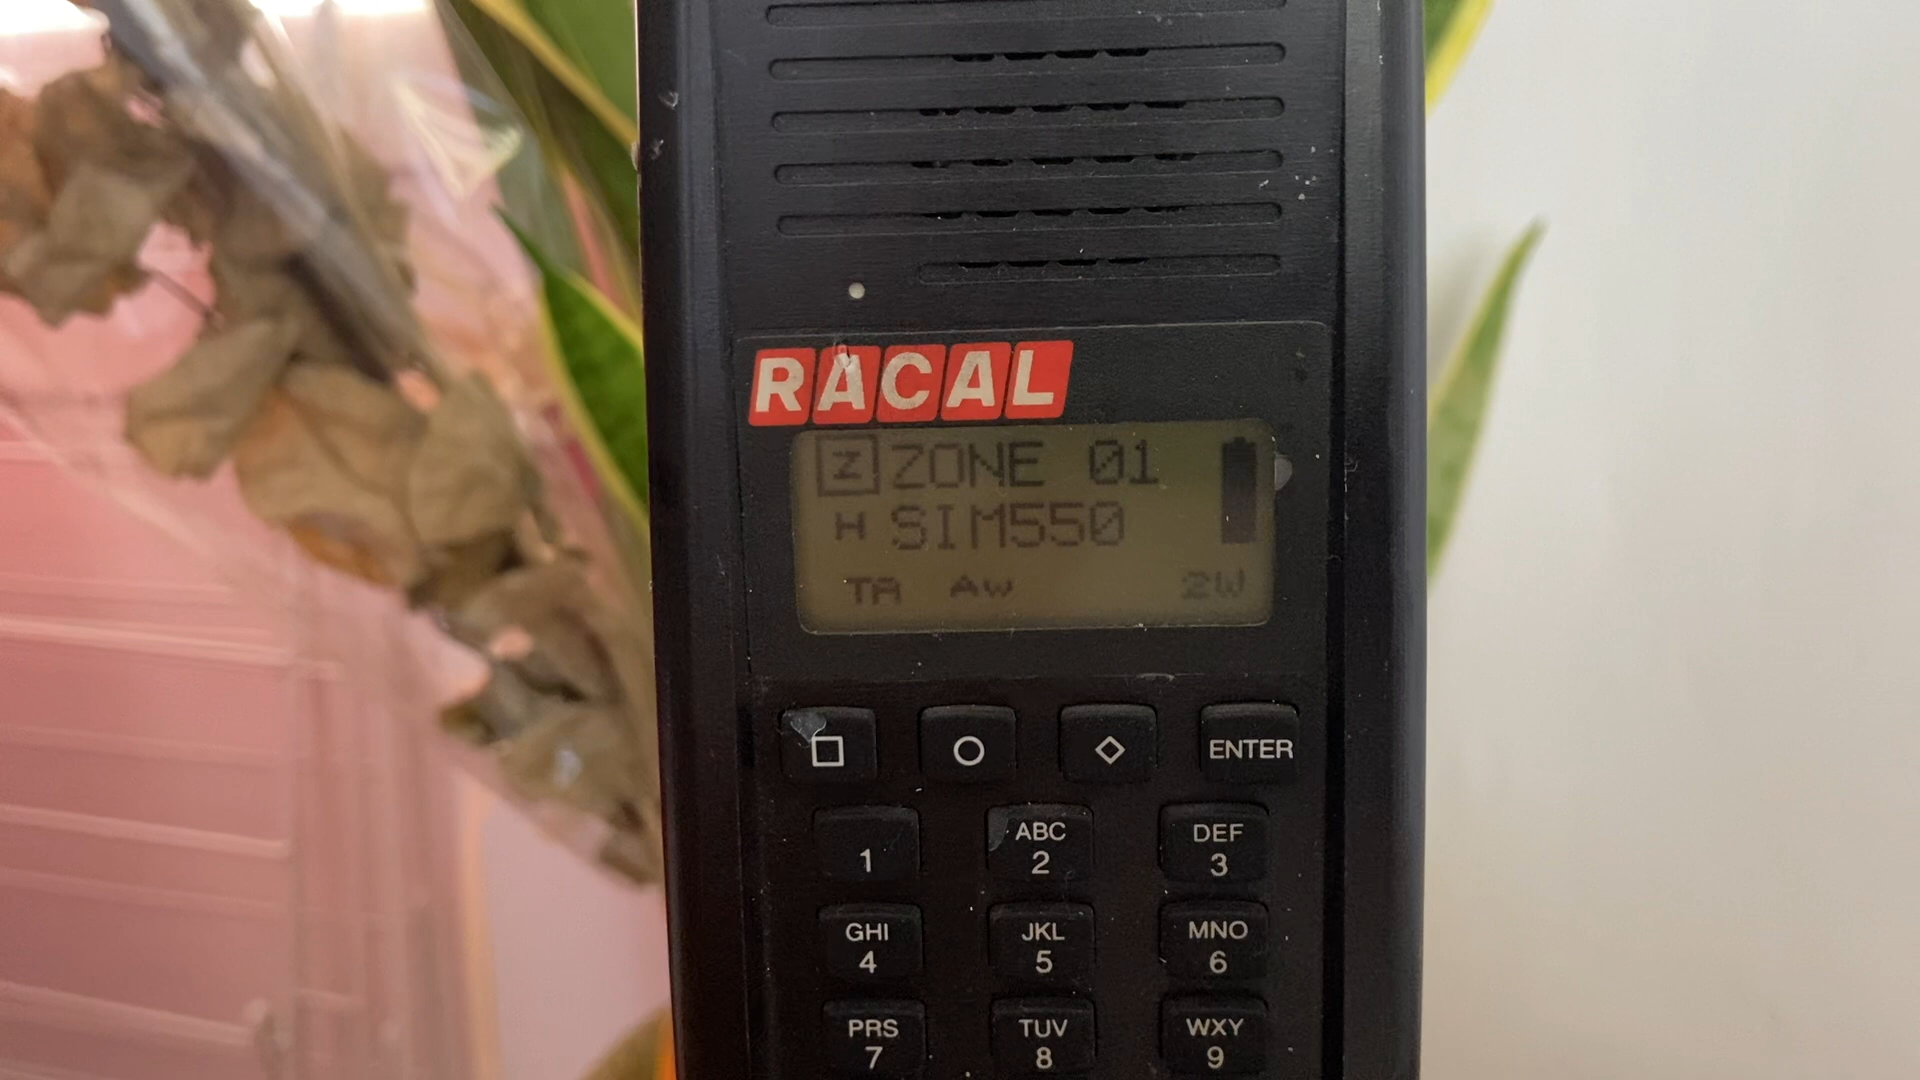 RACAL
Z ZONE 01
H SIM550
TA AW 2W
ENTER
1
ABC
2
DEF
3
GHI
4
JKL
5
MNO
6
PRS
7
TUV
8
WXY
9